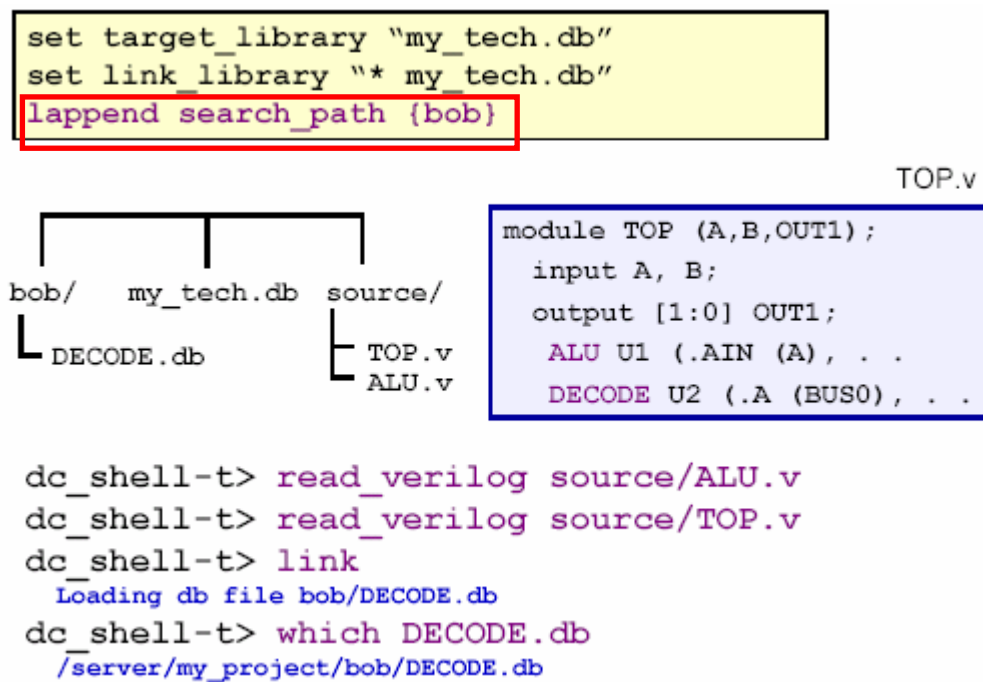 set target_library “my_tech.db”
set link_library “* my_tech.db”
lappend search_path {bob}
TOP.v
bob/ my_tech.db source/
DECODE.db
TOP.v
ALU.v
module TOP (A,B,OUT1);
input A, B;
output [1:0] OUT1;
ALU U1 (.AIN (A), . .
DECODE U2 (.A (BUS0), . .
dc_shell-t> read_verilog source/ALU.v
dc_shell-t> read_verilog source/TOP.v
dc_shell-t> link
Loading db file bob/DECODE.db
dc_shell-t> which DECODE.db
/server/my_project/bob/DECODE.db